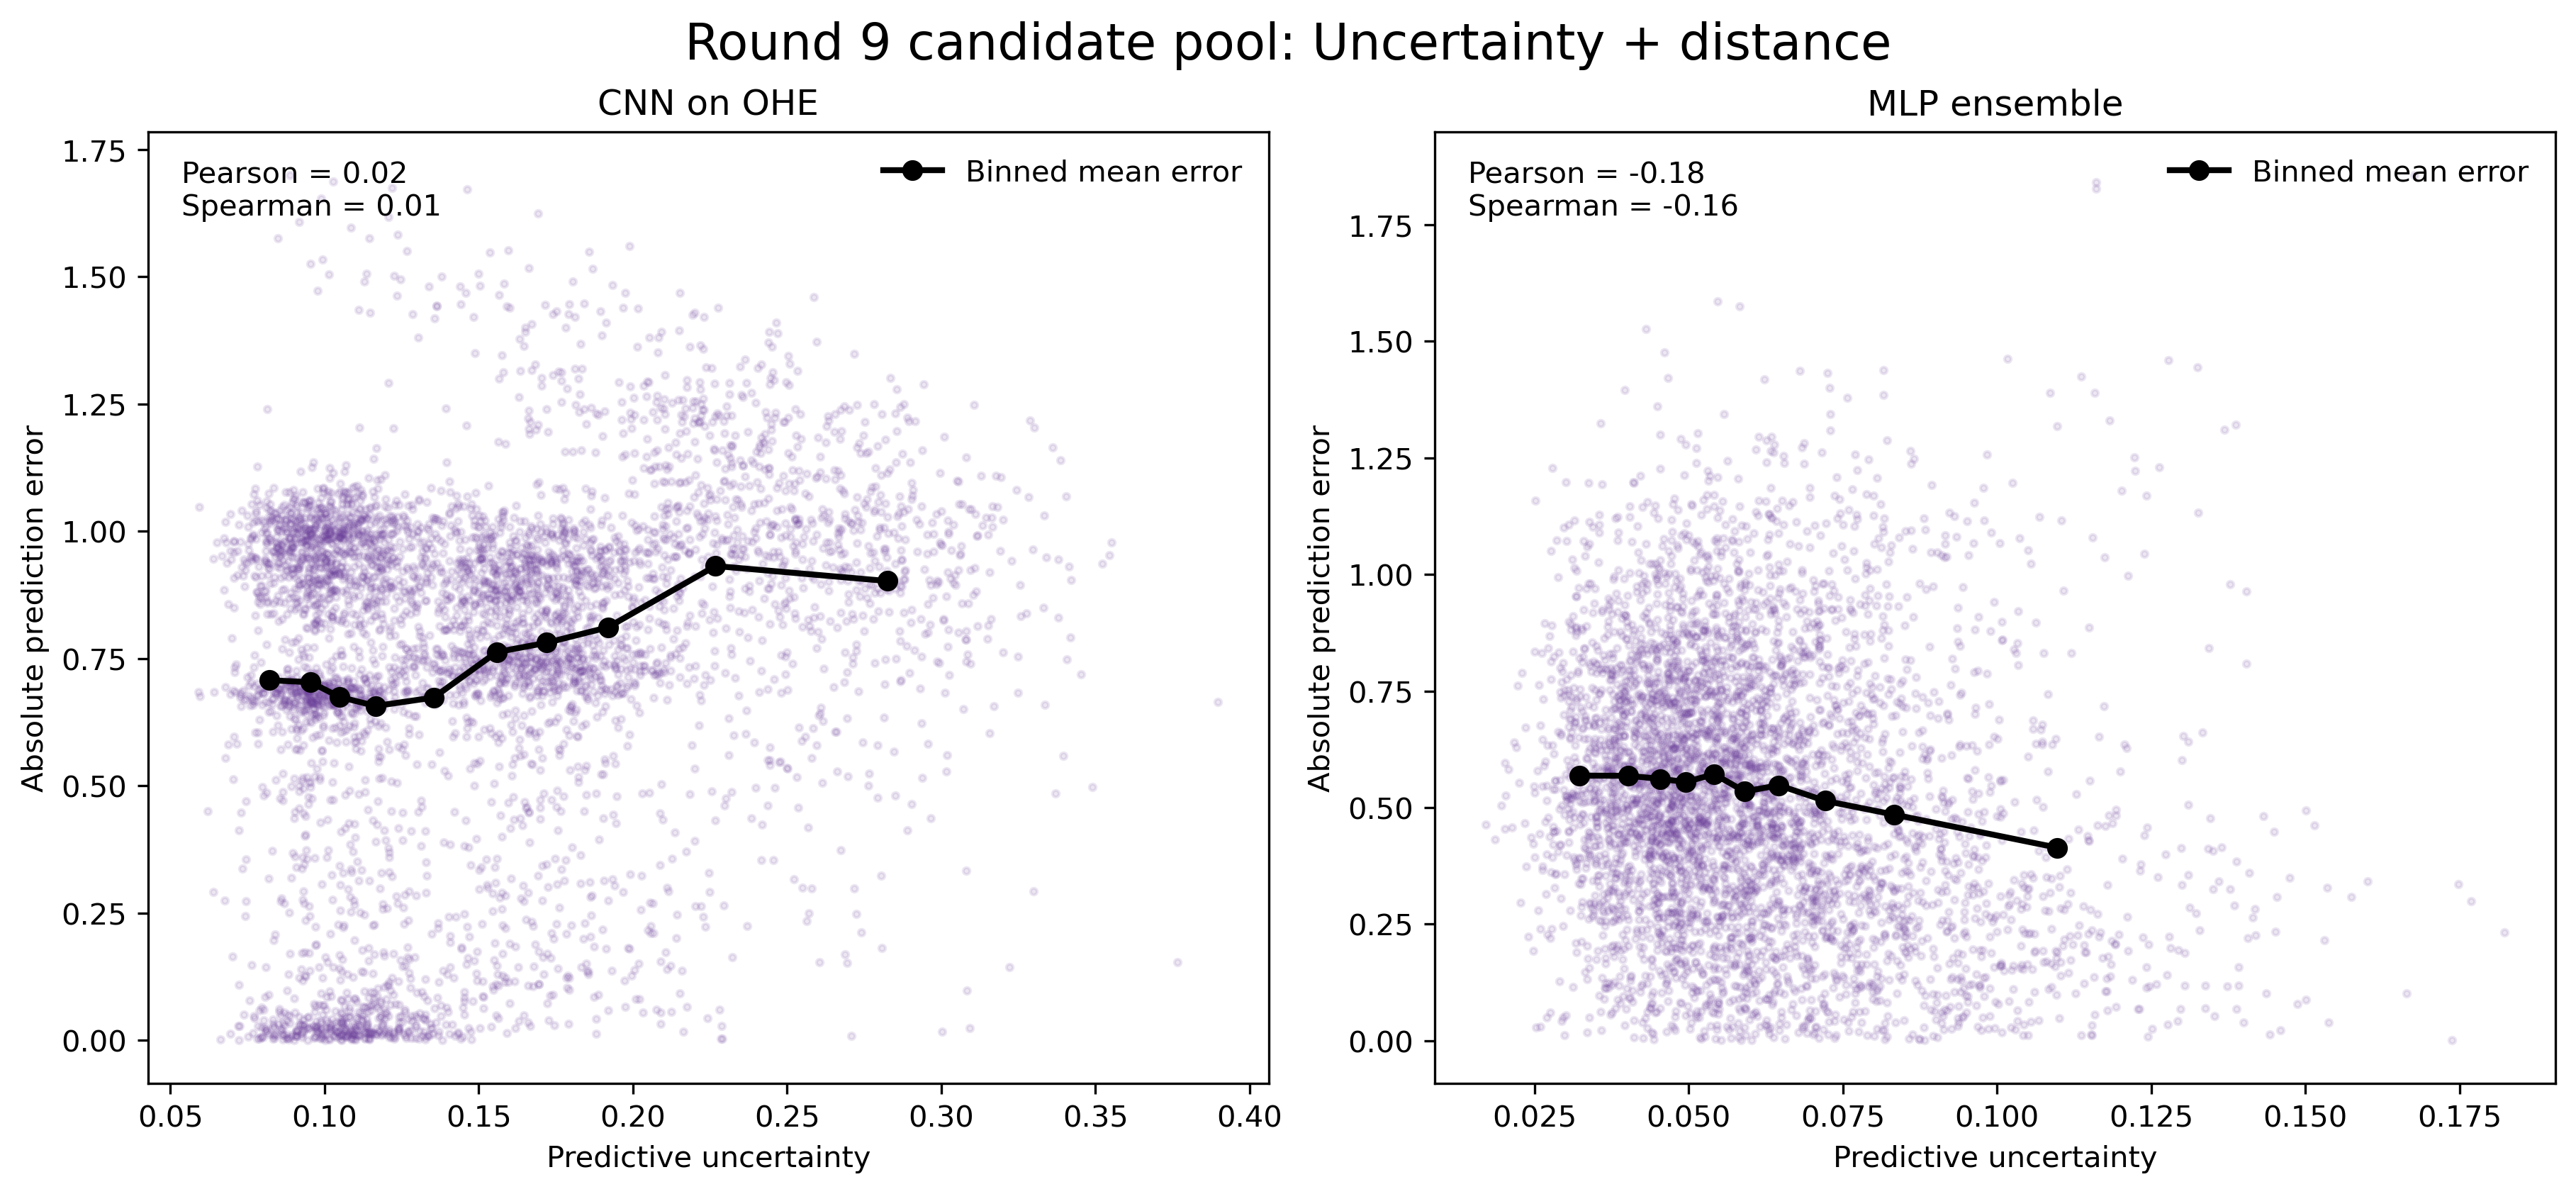 Round 9 candidate pool: Uncertainty + distance
CNN on OHE
Pearson = 0.02
Spearman = 0.01
Binned mean error
Absolute prediction error
1.75
1.50
1.25
1.00
0.75
0.50
0.25
0.00
0.05
0.10
0.15
0.20
0.25
0.30
0.35
0.40
Predictive uncertainty
MLP ensemble
Pearson = -0.18
Spearman = -0.16
Binned mean error
Absolute prediction error
1.75
1.50
1.25
1.00
0.75
0.50
0.25
0.00
0.025
0.050
0.075
0.100
0.125
0.150
0.175
Predictive uncertainty